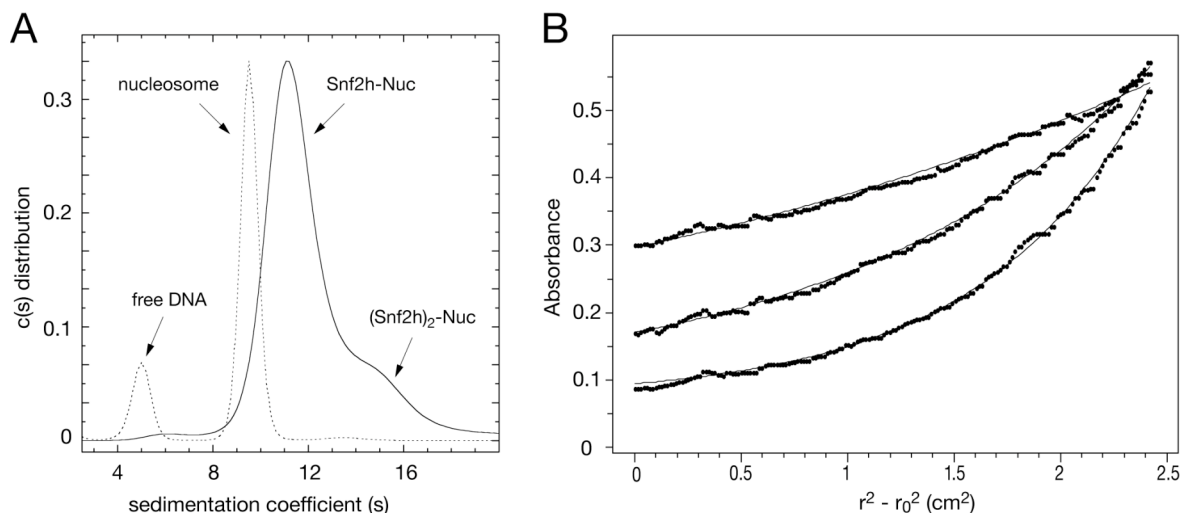 A
nucleosome
Snf2h-Nuc
free DNA
(Snf2h)2-Nuc
c(s) distribution
0.3
0.2
0.1
0
4
8
12
16
sedimentation coefficient (s)
B
Absorbance
0.5
0.4
0.3
0.2
0.1
0
0
0.5
1
1.5
2
2.5
r² - r₀² (cm²)